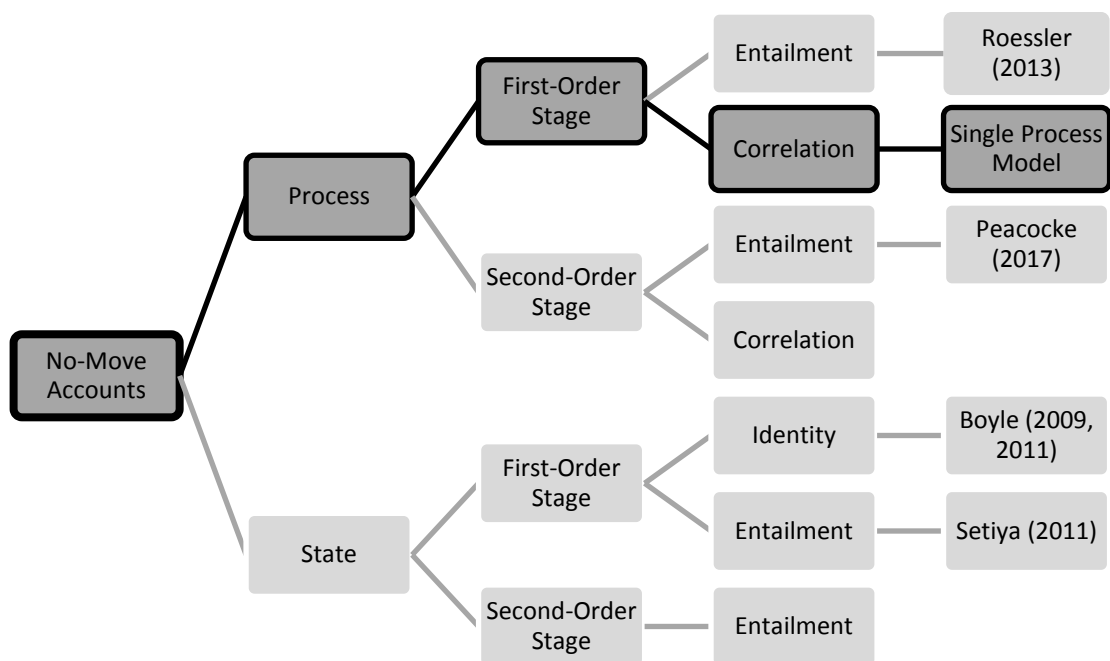 No-Move
Accounts
Process
First-Order
Stage
Entailment
Roessler
(2013)
Correlation
Single Process
Model
Second-Order
Stage
Entailment
Peacocke
(2017)
Correlation
State
First-Order
Stage
Identity
Boyle (2009,
2011)
Entailment
Setiya (2011)
Second-Order
Stage
Entailment